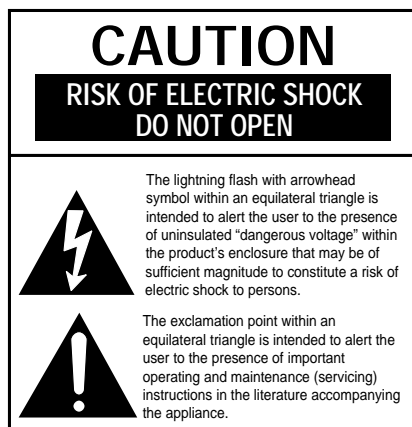 CAUTION
RISK OF ELECTRIC SHOCK
DO NOT OPEN
The lightning flash with arrowhead
symbol within an equilateral triangle is
intended to alert the user to the presence
of uninsulated “dangerous voltage” within
the product’s enclosure that may be of
sufficient magnitude to constitute a risk of
electric shock to persons.
The exclamation point within an
equilateral triangle is intended to alert the
user to the presence of important
operating and maintenance (servicing)
instructions in the literature accompanying
the appliance.